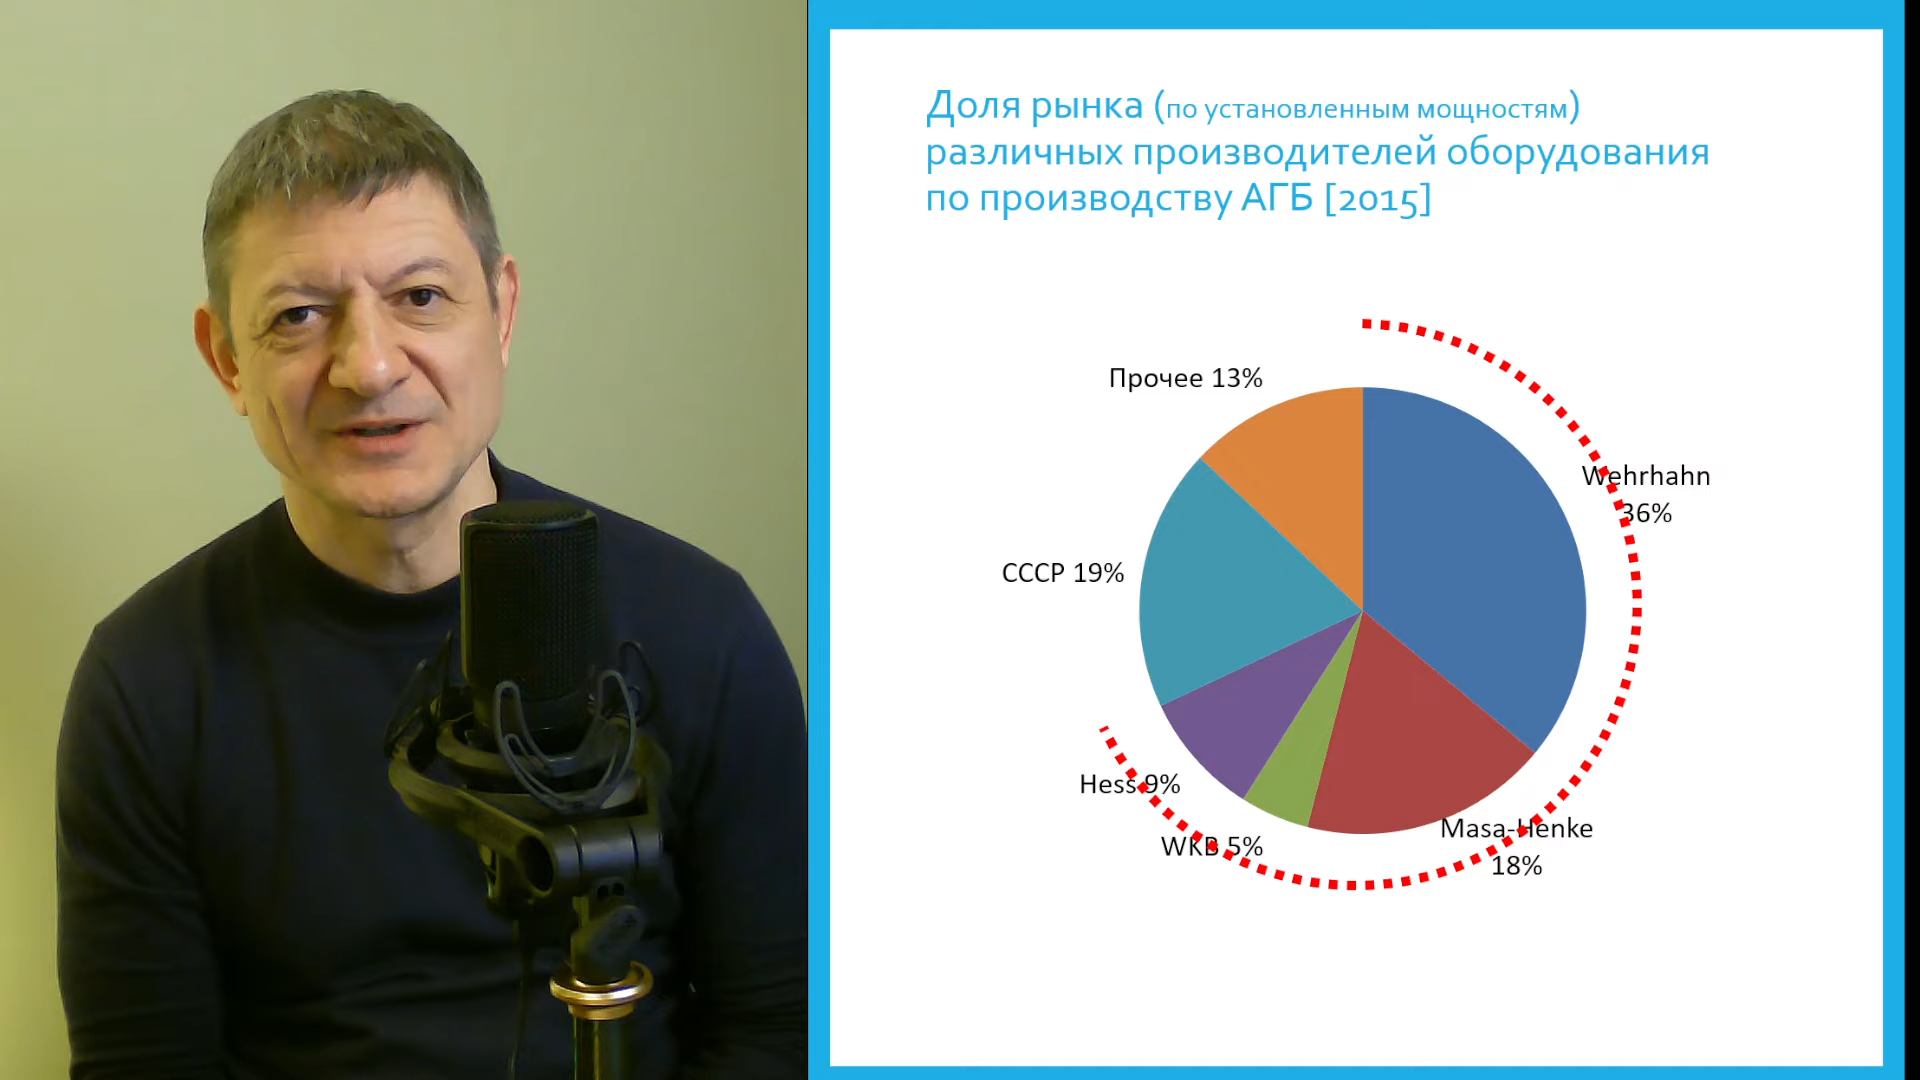 Доля рынка (по установленным мощностям)
различных производителей оборудования
по производству АГБ [2015]
Прочее 13%
Wehrhahn
36%
СССР 19%
Hess 9%
WKB 5%
Masa-Henke
18%